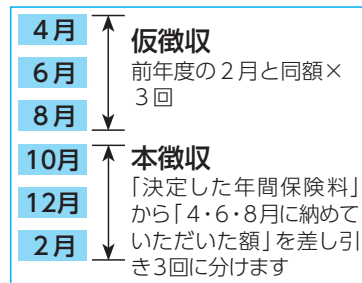 4月
6月
8月
仮徴収
前年度の2月と同額×
3回
10月
12月
2月
本徴収
「決定した年間保険料」
から「4・6・8月に納めて
いただいた額」を差し引
き3回に分けます